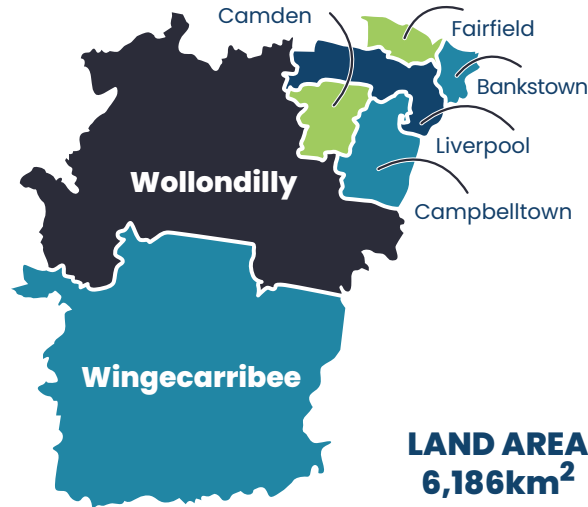 Camden
Fairfield
Bankstown
Liverpool
Wollondilly
Campbelltown
Wingecarribee
LAND AREA
6,186km²